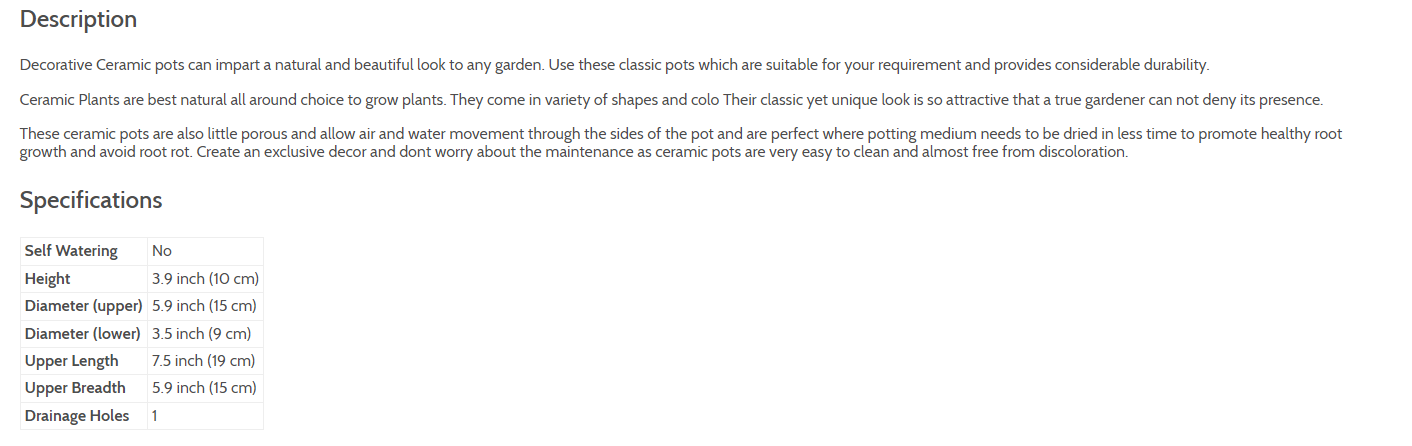 Description
Decorative Ceramic pots can impart a natural and beautiful look to any garden. Use these classic pots which are suitable for your requirement and provides considerable durability.
Ceramic Plants are best natural all around choice to grow plants. They come in variety of shapes and colo Their classic yet unique look is so attractive that a true gardener can not deny its presence.
These ceramic pots are also little porous and allow air and water movement through the sides of the pot and are perfect where potting medium needs to be dried in less time to promote healthy root
growth and avoid root rot. Create an exclusive decor and dont worry about the maintenance as ceramic pots are very easy to clean and almost free from discoloration.
Specifications
Self Watering No
Height 3.9 inch (10 cm)
Diameter (upper) 5.9 inch (15 cm)
Diameter (lower) 3.5 inch (9 cm)
Upper Length 7.5 inch (19 cm)
Upper Breadth 5.9 inch (15 cm)
Drainage Holes 1